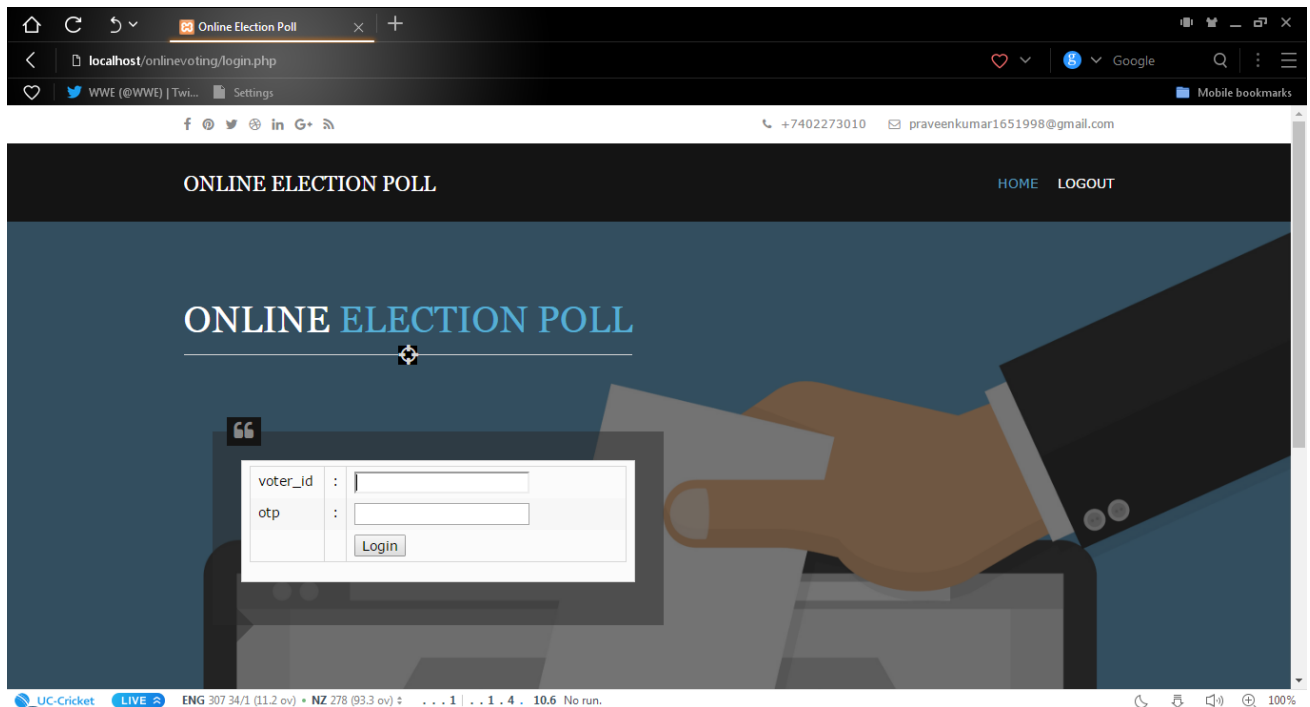 Online Election Poll
localhost/onlinevoting/login.php
Google
WWE (@WWE) | Twi... Settings Mobile bookmarks
+7402273010 praveenkumar1651998@gmail.com
ONLINE ELECTION POLL HOME LOGOUT
ONLINE ELECTION POLL
voter_id :
otp :
Login
UC-Cricket LIVE ENG 307 34/1 (11.2 ov) • NZ 278 (93.3 ov) . . . 1 | . . 1 . 4 . 10.6 No run. 100%